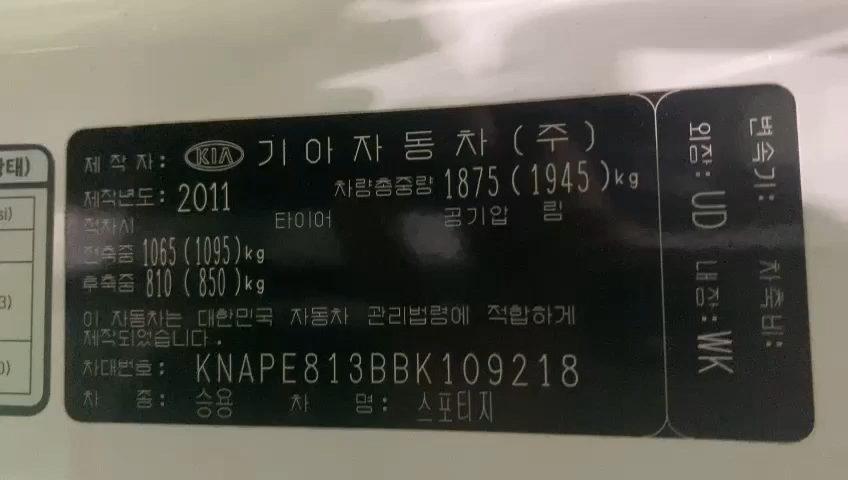 제작자: KIA 기아자동차(주)
제작년도: 2011 차량총중량 1875(1945)kg
적차시 타이어 공기압 림
전축중 1065(1095)kg
후축중 810(850)kg
이 자동차는 대한민국 자동차 관리법령에 적합하게
제작되었습니다.
차대번호: KNAPE813BBK109218
차 종: 승용 차 명: 스포티지
변속기: 차축비:
외장: UD 내장: WK
태)
si)
3)
0)